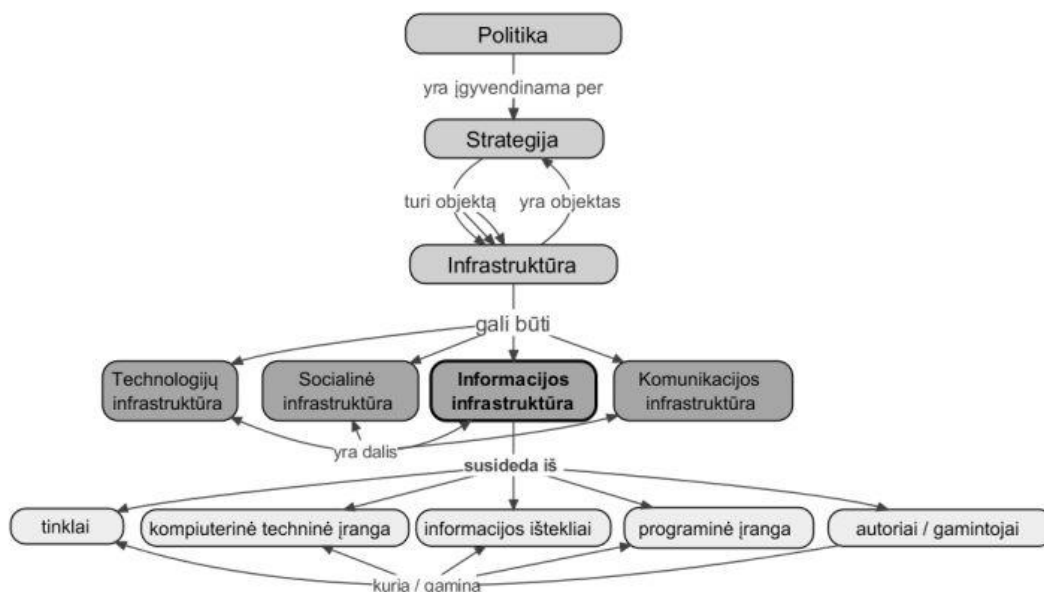 Politika
yra įgyvendinama per
Strategija
turi objektą
yra objektas
Infrastruktūra
gali būti
Technologijų
infrastruktūra
Socialinė
infrastruktūra
Informacijos
infrastruktūra
Komunikacijos
infrastruktūra
yra dalis
susideda iš
tinklai
kompiuterinė techninė įranga
informacijos ištekliai
programinė įranga
autoriai / gamintojai
kuria / gamina